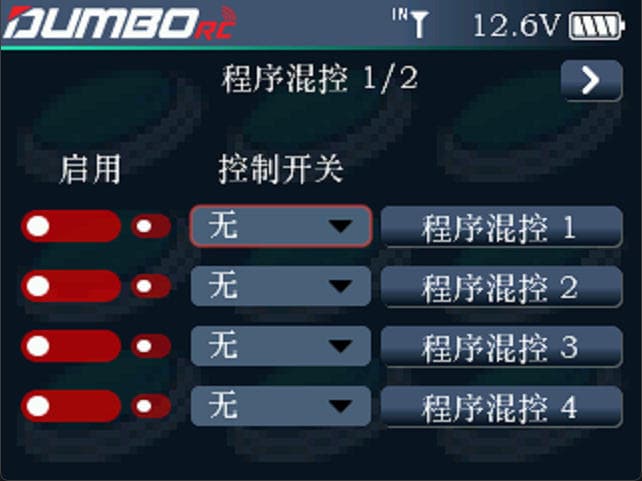 DUMBORC IN 12.6V
程序混控 1/2
启用 控制开关
无 程序混控 1
无 程序混控 2
无 程序混控 3
无 程序混控 4